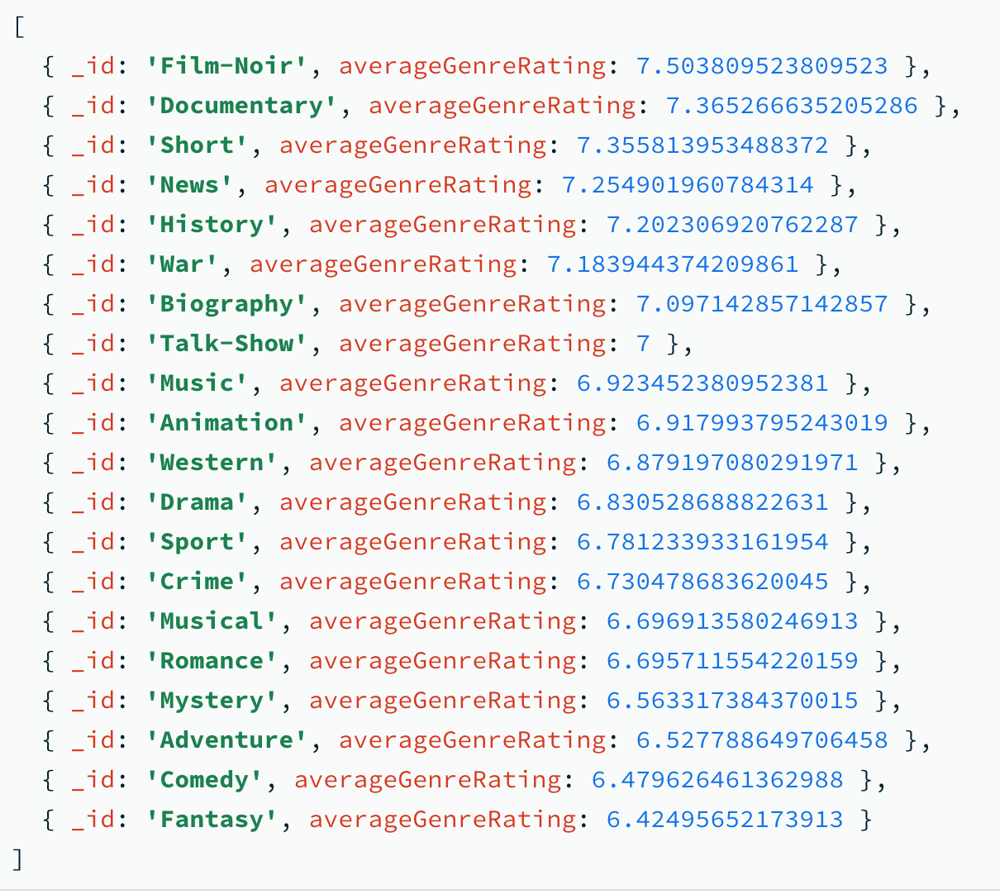 [
  { _id: 'Film-Noir', averageGenreRating: 7.503809523809523 },
  { _id: 'Documentary', averageGenreRating: 7.365266635205286 },
  { _id: 'Short', averageGenreRating: 7.355813953488372 },
  { _id: 'News', averageGenreRating: 7.254901960784314 },
  { _id: 'History', averageGenreRating: 7.202306920762287 },
  { _id: 'War', averageGenreRating: 7.183944374209861 },
  { _id: 'Biography', averageGenreRating: 7.097142857142857 },
  { _id: 'Talk-Show', averageGenreRating: 7 },
  { _id: 'Music', averageGenreRating: 6.923452380952381 },
  { _id: 'Animation', averageGenreRating: 6.917993795243019 },
  { _id: 'Western', averageGenreRating: 6.879197080291971 },
  { _id: 'Drama', averageGenreRating: 6.830528688822631 },
  { _id: 'Sport', averageGenreRating: 6.781233933161954 },
  { _id: 'Crime', averageGenreRating: 6.730478683620045 },
  { _id: 'Musical', averageGenreRating: 6.696913580246913 },
  { _id: 'Romance', averageGenreRating: 6.695711554220159 },
  { _id: 'Mystery', averageGenreRating: 6.563317384370015 },
  { _id: 'Adventure', averageGenreRating: 6.527788649706458 },
  { _id: 'Comedy', averageGenreRating: 6.479626461362988 },
  { _id: 'Fantasy', averageGenreRating: 6.42495652173913 }
]